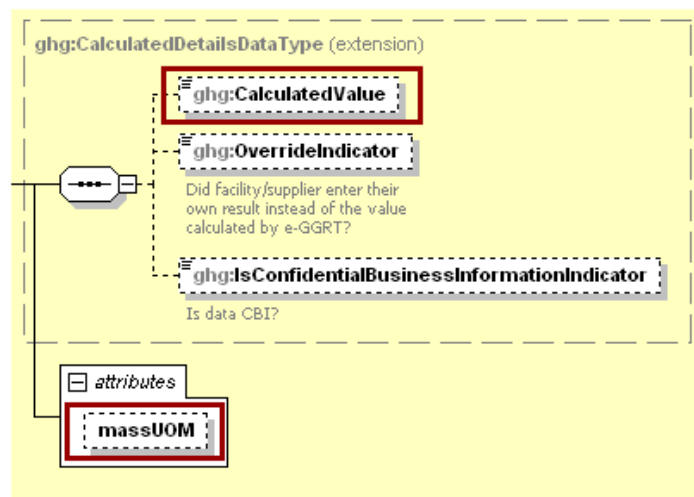 ghg:CalculatedDetailsDataType (extension)
ghg:CalculatedValue
ghg:OverrideIndicator
Did facility/supplier enter their
own result instead of the value
calculated by e-GGRT?
ghg:IsConfidentialBusinessInformationIndicator
Is data CBI?
attributes
massUOM